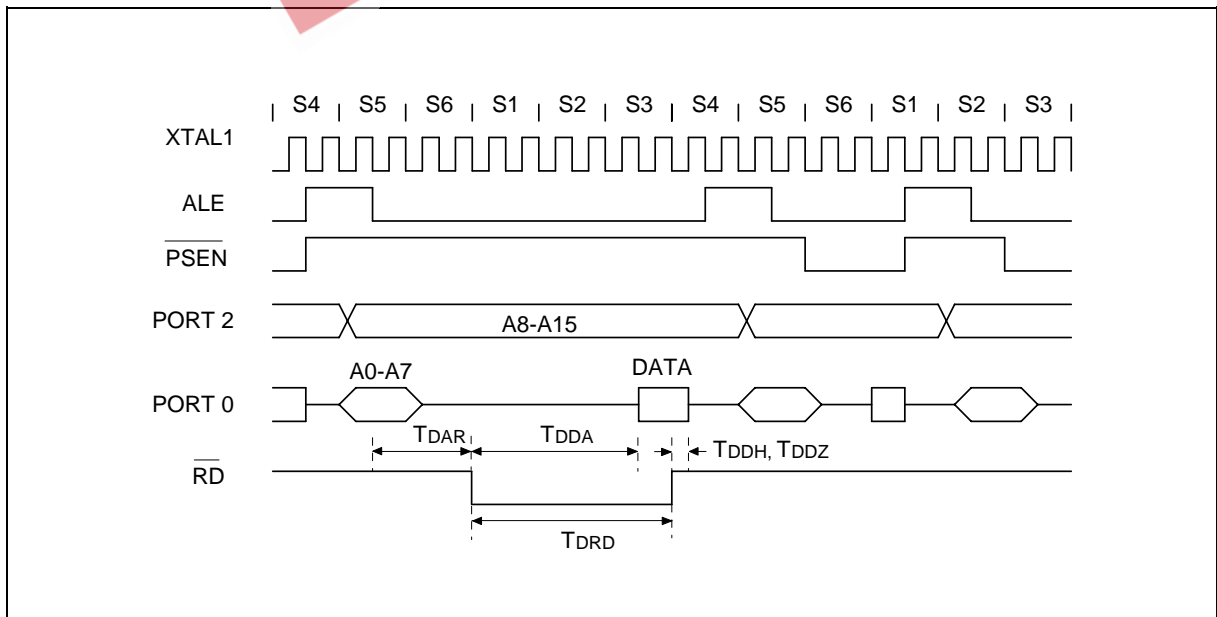 S4 S5 S6 S1 S2 S3 S4 S5 S6 S1 S2 S3
XTAL1
ALE
PSEN
PORT 2
A8-A15
A0-A7
DATA
PORT 0
TDAR
TDDA
TDDH, TDDZ
RD
TDRD